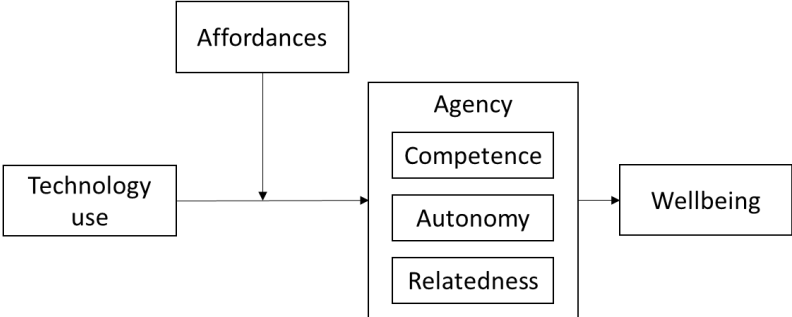 Affordances
Agency
Competence
Technology
use
Autonomy
Wellbeing
Relatedness